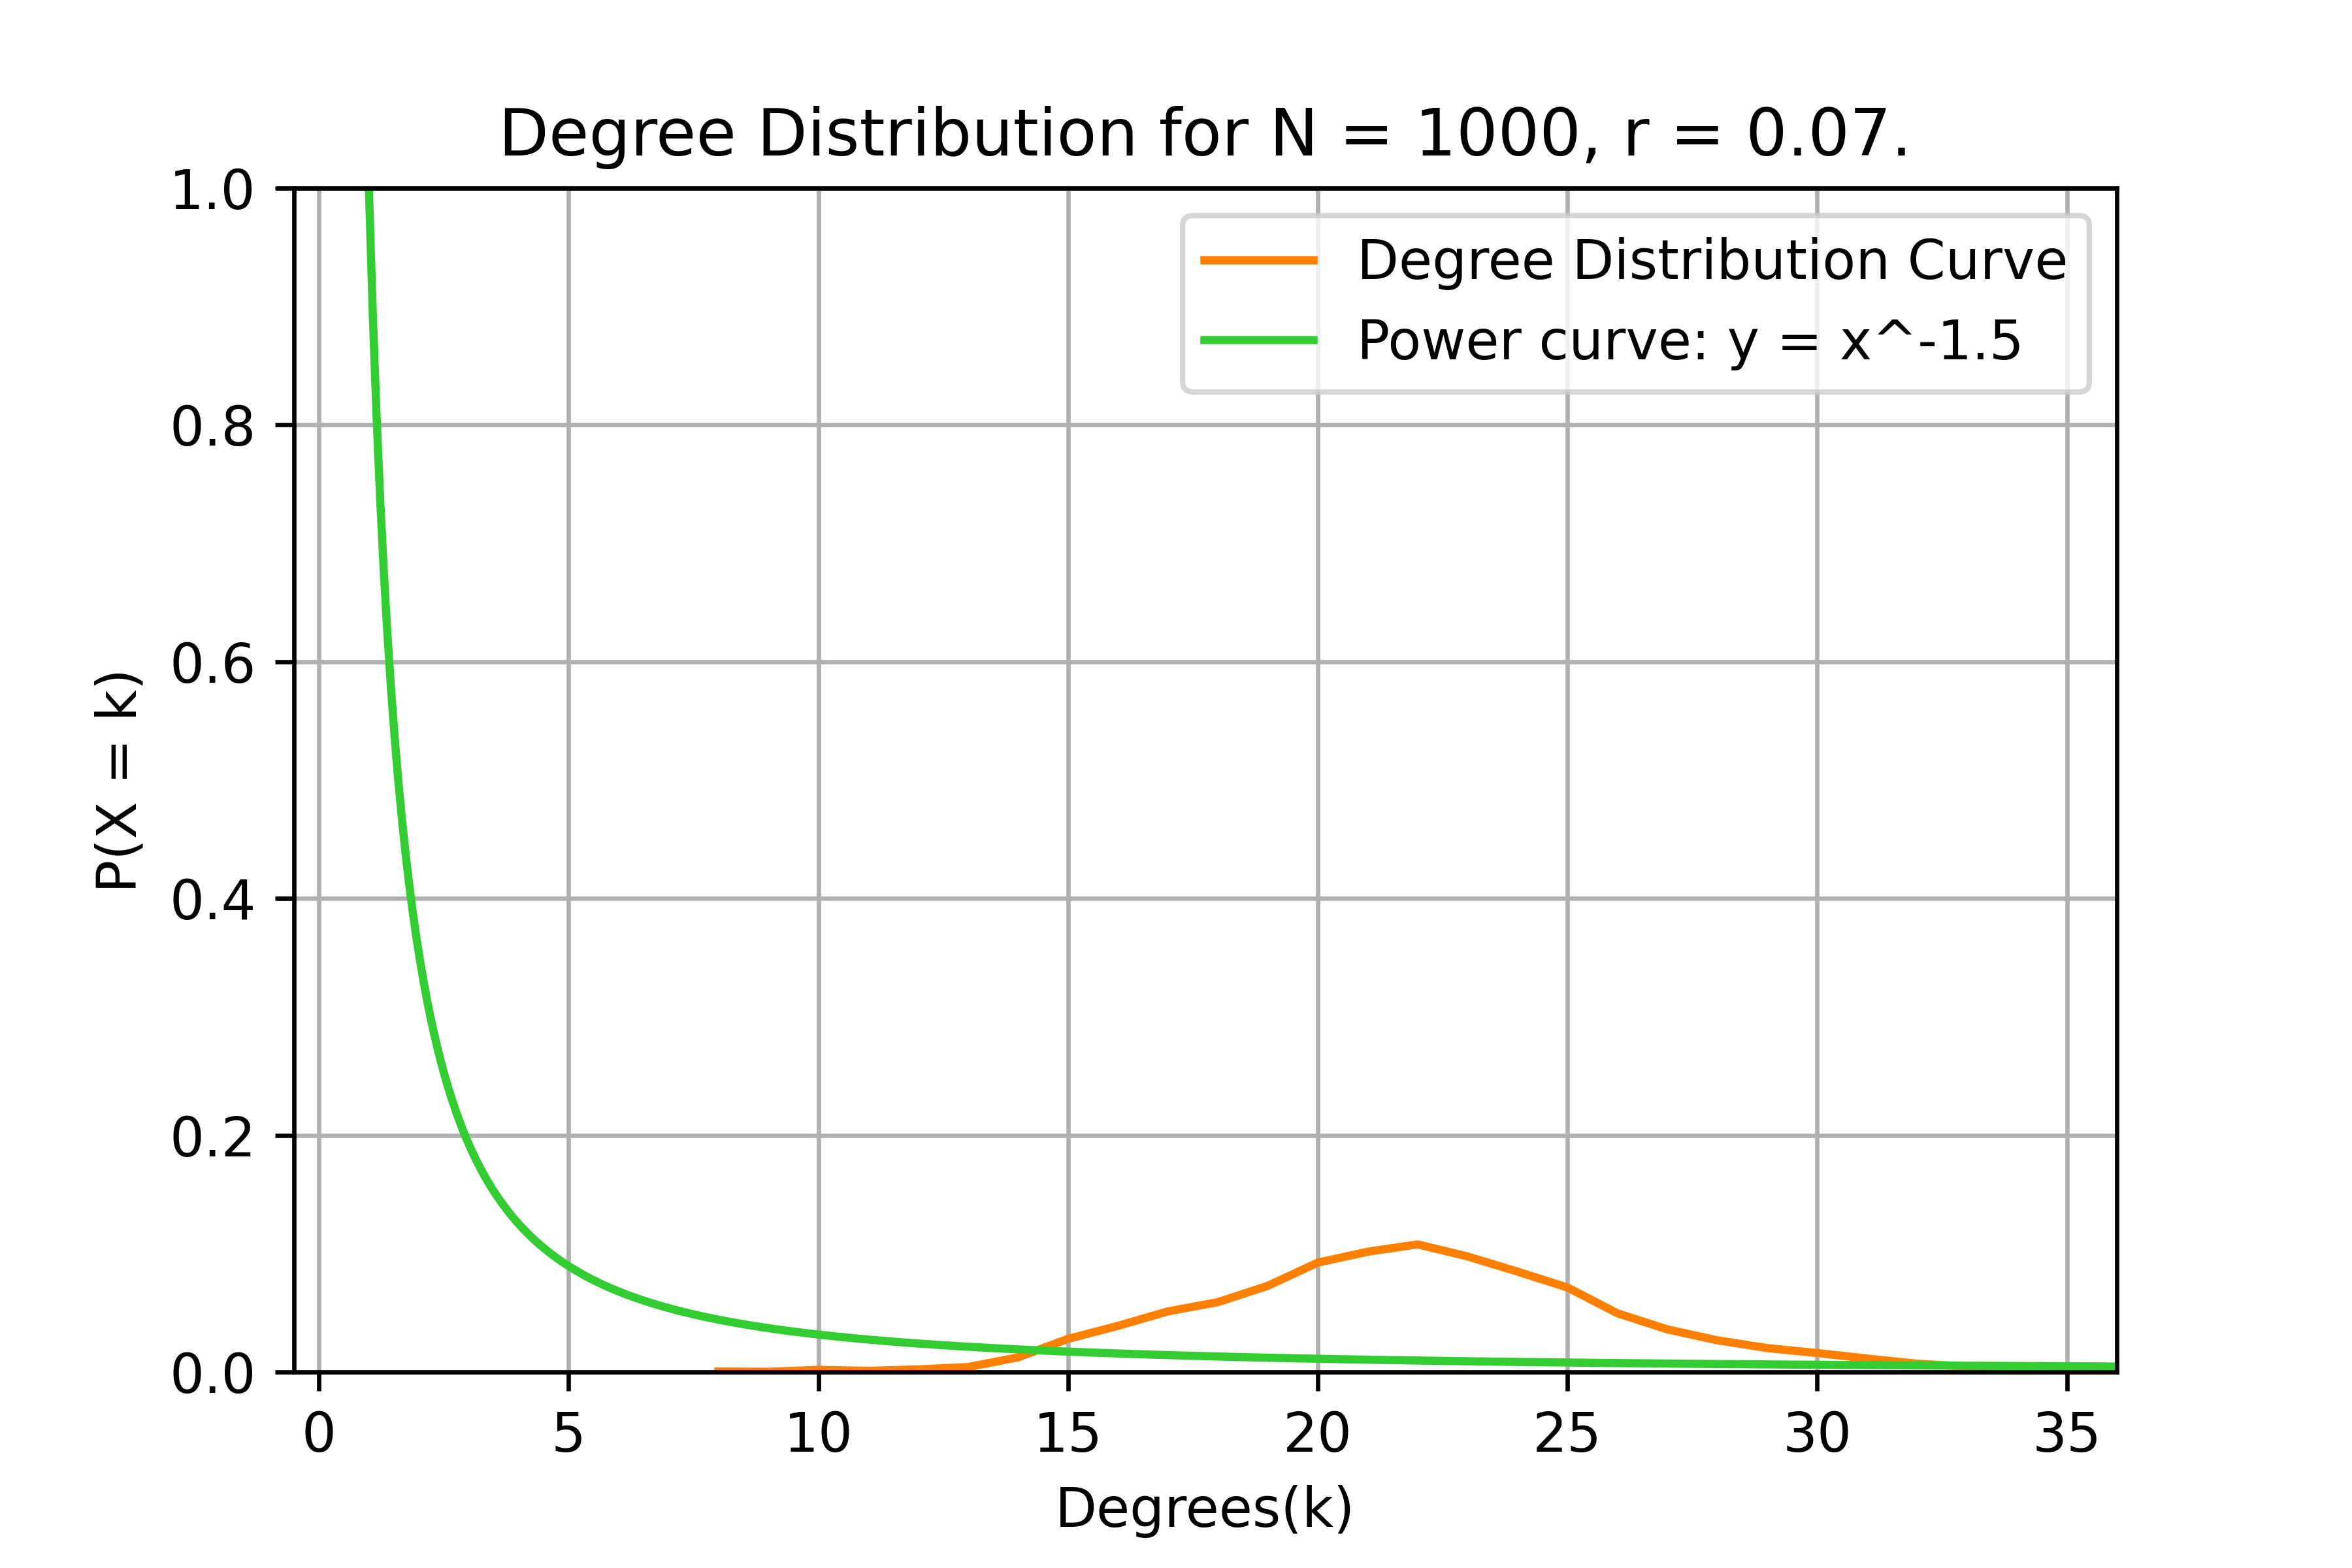 Degree Distribution for N = 1000, r = 0.07.
Degree Distribution Curve
Power curve: y = x^-1.5
P(X = k)
1.0
0.8
0.6
0.4
0.2
0.0
0 5 10 15 20 25 30 35
Degrees(k)